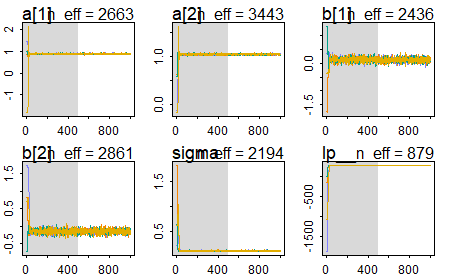 a[1] n_eff = 2663
a[2] n_eff = 3443
b[1] n_eff = 2436
2
1
-1
1.0
0.0
0.0
-1.5
0 400 800
0 400 800
0 400 800
b[2] n_eff = 2861
sigma n_eff = 2194
lp__ n_eff = 879
1.5
0.5
-0.5
1.5
0.5
-500
-1500
0 400 800
0 400 800
0 400 800